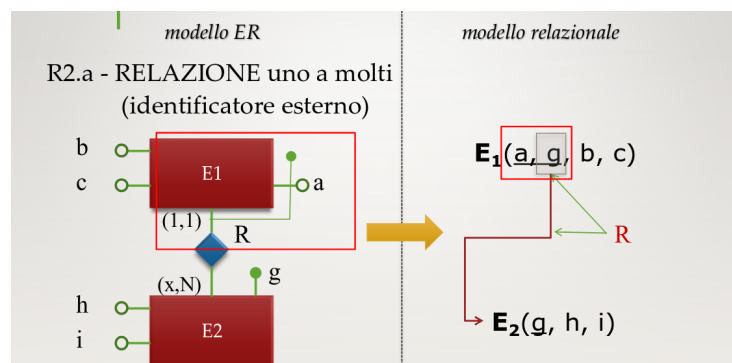 modello ER
modello relazionale
R2.a - RELAZIONE uno a molti
(identificatore esterno)
b
c
E1
a
(1,1)
R
(x,N)
g
h
i
E2
E1(a, g, b, c)
R
E2(g, h, i)